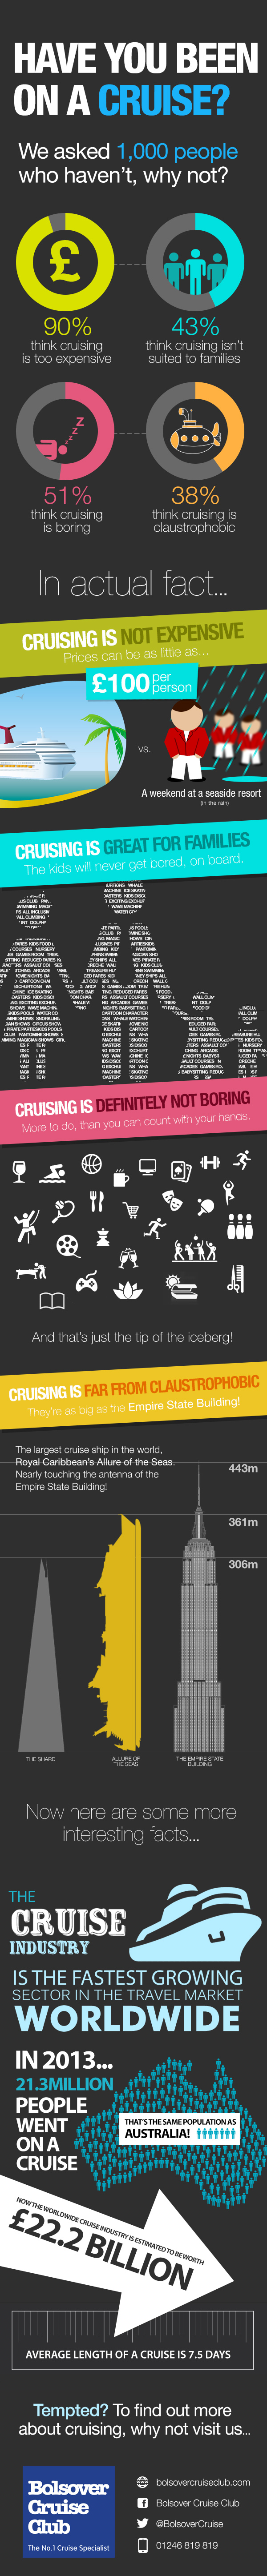 HAVE YOU BEEN
ON A CRUISE?
We asked 1,000 people
who haven't, why not?
£
90%
think cruising
is too expensive
43%
think cruising isn't
suited to families
z
z
z
z
51%
think cruising
is boring
38%
think cruising is
claustrophobic
In actual fact...
CRUISING IS NOT EXPENSIVE
Prices can be as little as...
£100 per
person
vs.
A weekend at a seaside resort
(in the rain)
CRUISING IS GREAT FOR FAMILIES
The kids will never get bored, on board.
CRUISING IS DEFINITELY NOT BORING
More to do, than you can count with your hands.
And that's just the tip of the iceberg!
CRUISING IS FAR FROM CLAUSTROPHOBIC
They're as big as the Empire State Building!
The largest cruise ship in the world,
Royal Caribbean's Allure of the Seas.
Nearly touching the antenna of the
Empire State Building!
443m
361m
306m
THE SHARD
ALLURE OF
THE SEAS
THE EMPIRE STATE
BUILDING
Now here are some more
interesting facts...
THE
CRUISE
INDUSTRY
IS THE FASTEST GROWING
SECTOR IN THE TRAVEL MARKET
WORLDWIDE
IN 2013...
21.3MILLION
PEOPLE
WENT
ON A
CRUISE
THAT'S THE SAME POPULATION AS
AUSTRALIA!
NOW THE WORLDWIDE CRUISE INDUSTRY IS ESTIMATED TO BE WORTH
£22.2 BILLION
AVERAGE LENGTH OF A CRUISE IS 7.5 DAYS
Tempted? To find out more
about cruising, why not visit us...
Bolsover
Cruise
Club
The No.1 Cruise Specialist
bolsovercruiseclub.com
Bolsover Cruise Club
@BolsoverCruise
01246 819 819